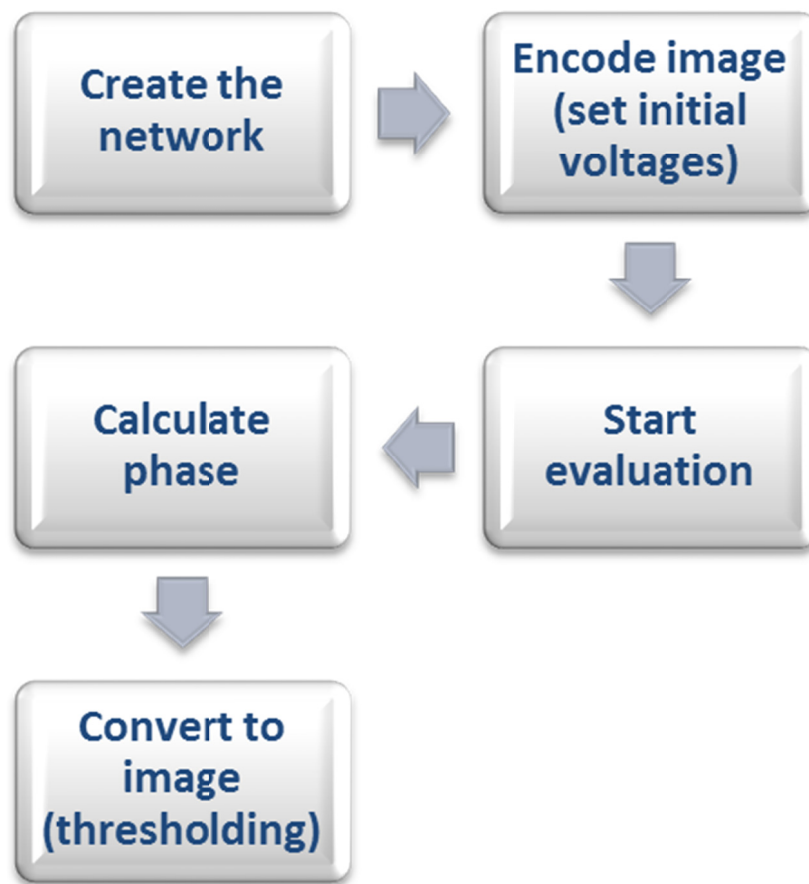 Create the
network
Encode image
(set initial
voltages)
Start
evaluation
Calculate
phase
Convert to
image
(thresholding)